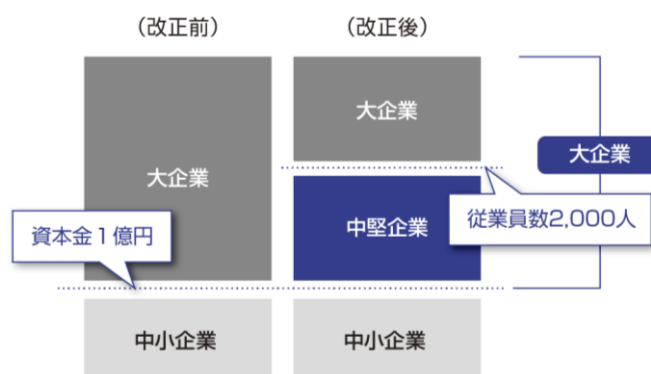 （改正前）
（改正後）
大企業
大企業
大企業
資本金１億円
中堅企業
従業員数2,000人
中小企業
中小企業